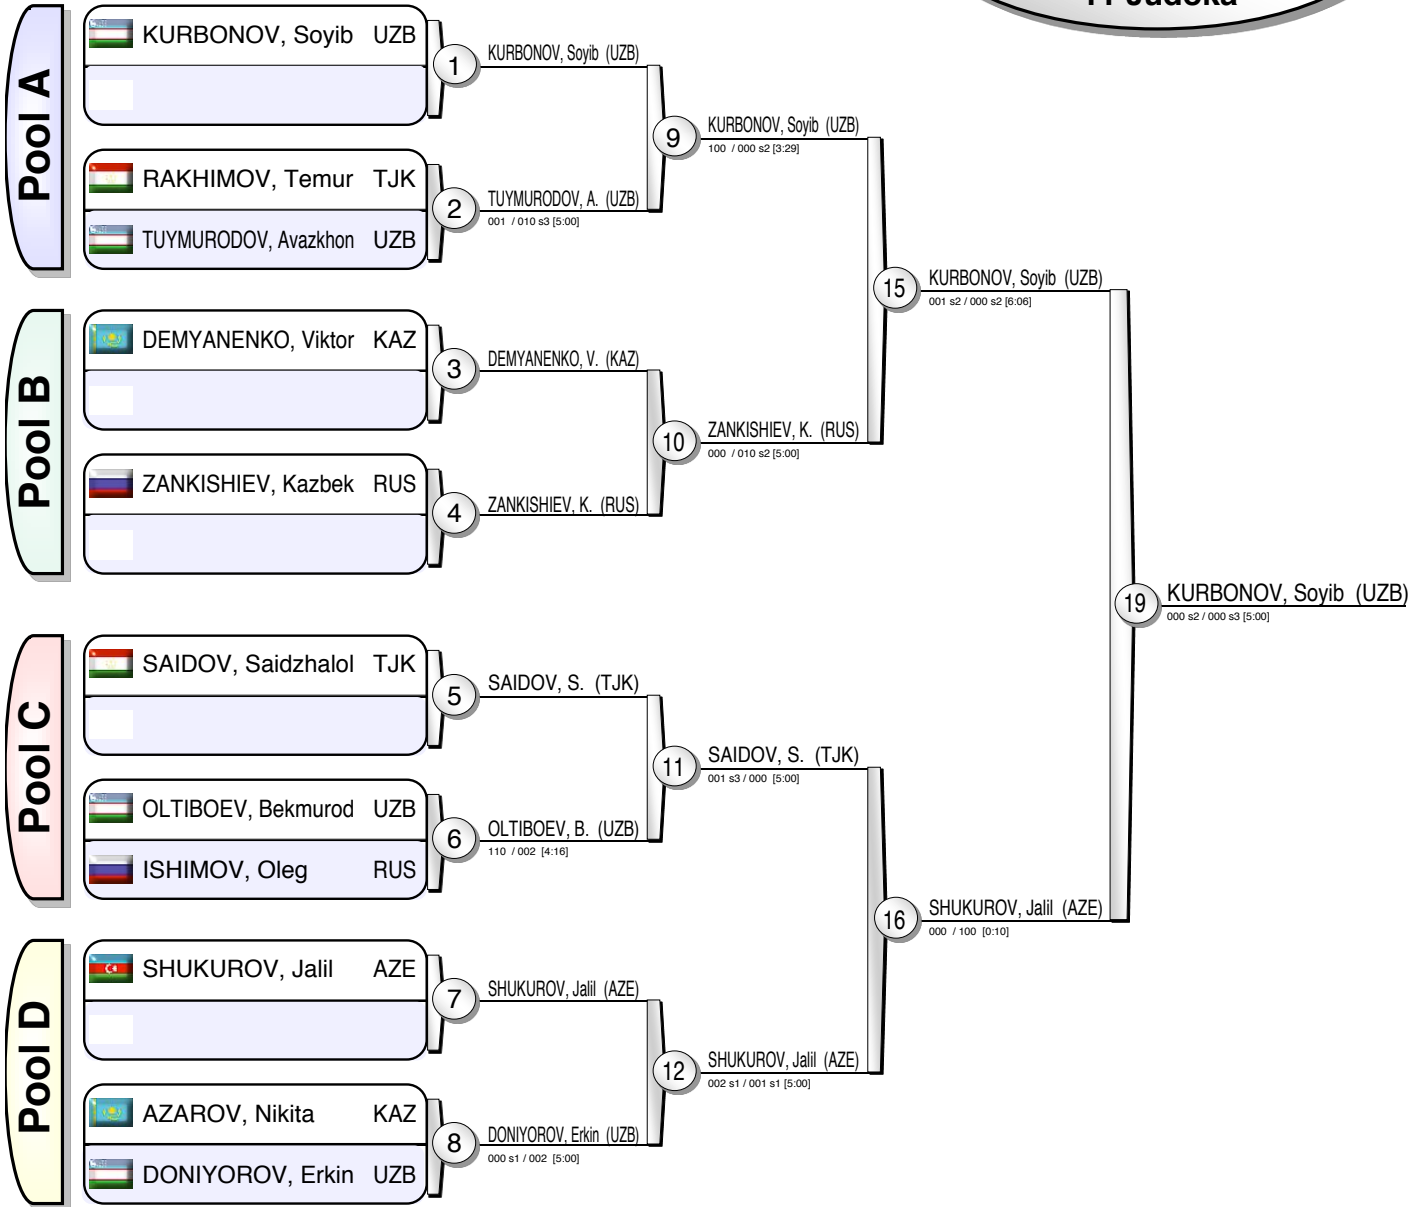 11 Judoka
Pool A
KURBONOV, Soyib UZB
RAKHIMOV, Temur TJK
TUYMURODOV, Avazkhon UZB
Pool B
DEMYANENKO, Viktor KAZ
ZANKISHIEV, Kazbek RUS
Pool C
SAIDOV, Saidzhalol TJK
OLTIBOEV, Bekmurod UZB
ISHIMOV, Oleg RUS
Pool D
SHUKUROV, Jalil AZE
AZAROV, Nikita KAZ
DONIYOROV, Erkin UZB
1
KURBONOV, Soyib (UZB)
2
TUYMURODOV, A. (UZB)
001 / 010 s3 [5:00]
3
DEMYANENKO, V. (KAZ)
4
ZANKISHIEV, K. (RUS)
5
SAIDOV, S. (TJK)
6
OLTIBOEV, B. (UZB)
110 / 002 [4:16]
7
SHUKUROV, Jalil (AZE)
8
DONIYOROV, Erkin (UZB)
000 s1 / 002 [5:00]
9
KURBONOV, Soyib (UZB)
100 / 000 s2 [3:29]
10
ZANKISHIEV, K. (RUS)
000 / 010 s2 [5:00]
11
SAIDOV, S. (TJK)
001 s3 / 000 [5:00]
12
SHUKUROV, Jalil (AZE)
002 s1 / 001 s1 [5:00]
15
KURBONOV, Soyib (UZB)
001 s2 / 000 s2 [6:06]
16
SHUKUROV, Jalil (AZE)
000 / 100 [0:10]
19
KURBONOV, Soyib (UZB)
000 s2 / 000 s3 [5:00]